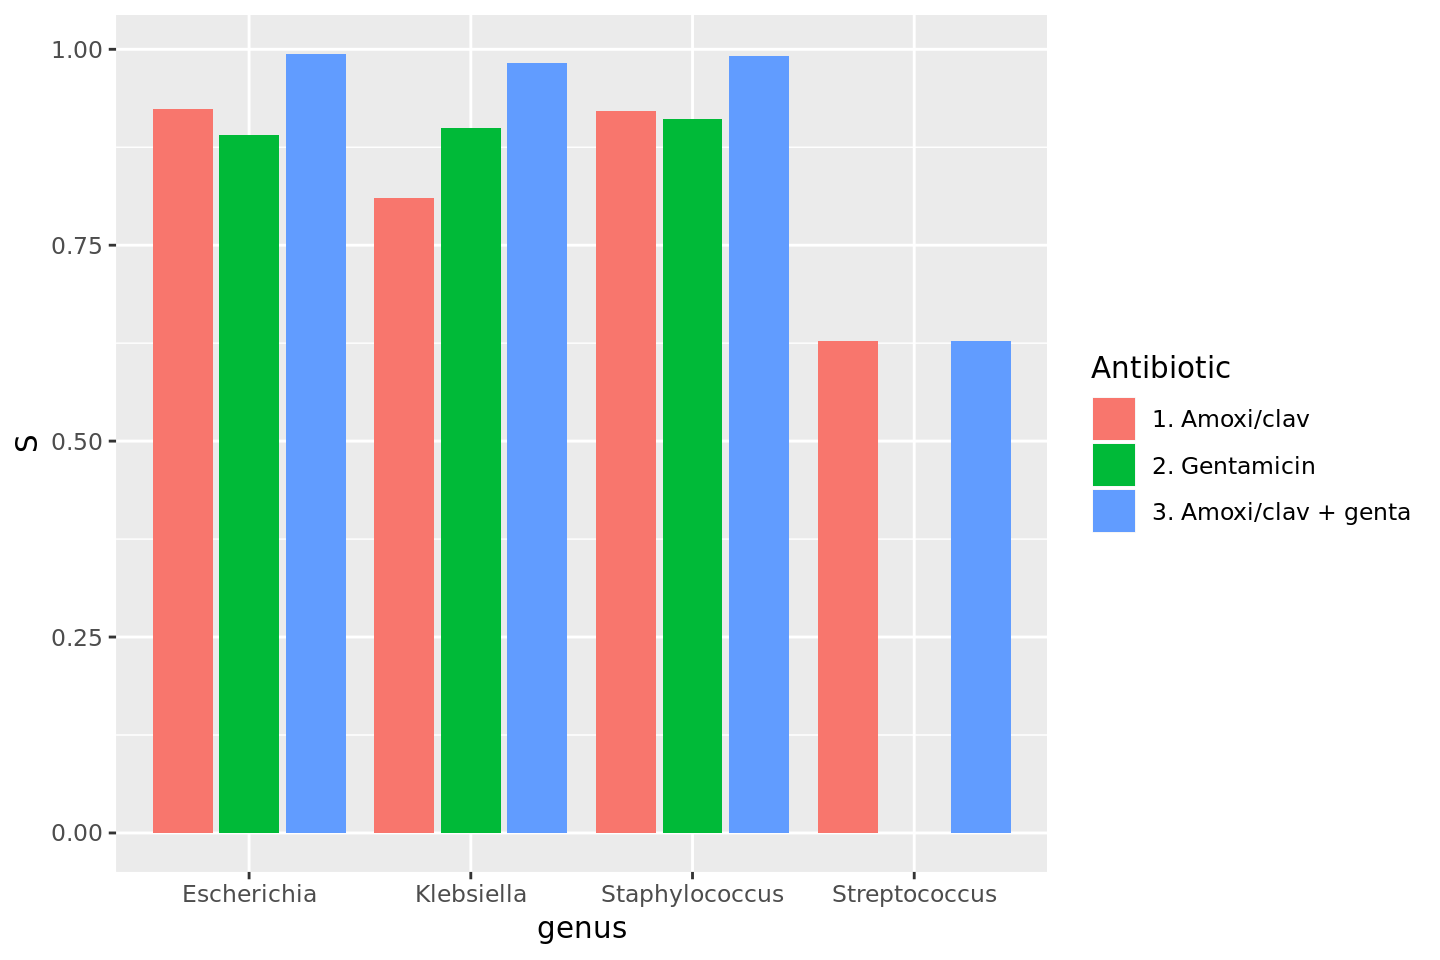 1.00
0.75
0.50
0.25
0.00
S
Escherichia
Klebsiella
Staphylococcus
Streptococcus
genus
Antibiotic
1. Amoxi/clav
2. Gentamicin
3. Amoxi/clav + genta